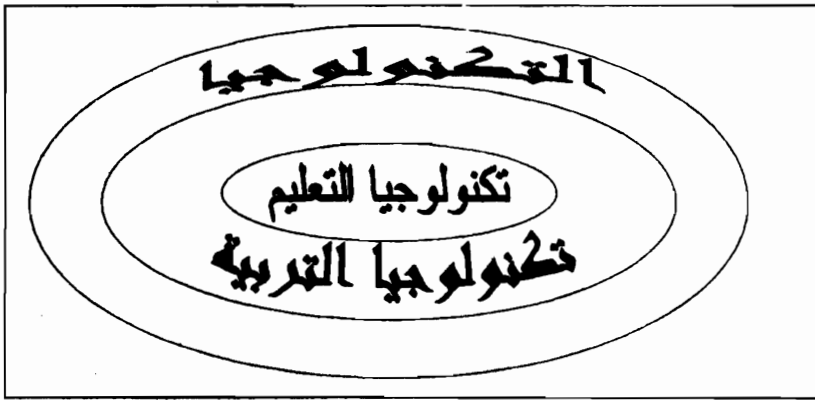 التكنولوجيا
تكنولوجيا التعليم
تكنولوجيا التربية